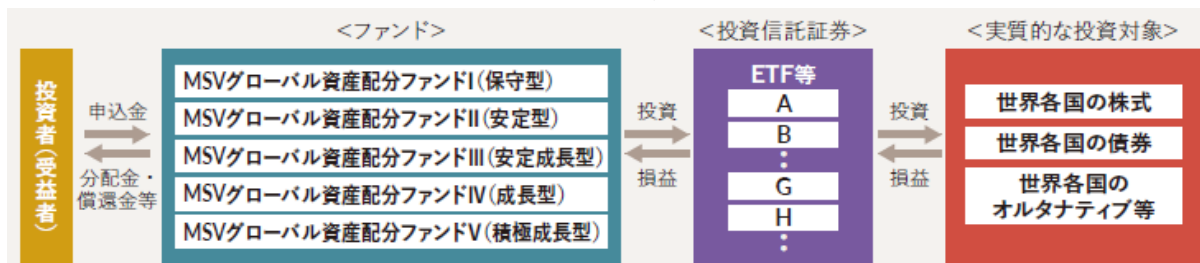 <ファンド>
<投資信託証券>
<実質的な投資対象>
投資者(受益者)
申込金
分配金・
償還金等
MSVグローバル資産配分ファンドⅠ(保守型)
MSVグローバル資産配分ファンドⅡ(安定型)
MSVグローバル資産配分ファンドⅢ(安定成長型)
MSVグローバル資産配分ファンドⅣ(成長型)
MSVグローバル資産配分ファンドⅤ(積極成長型)
投資
損益
ETF等
A
B
⋮
G
H
⋮
投資
損益
世界各国の株式
世界各国の債券
世界各国の
オルタナティブ等